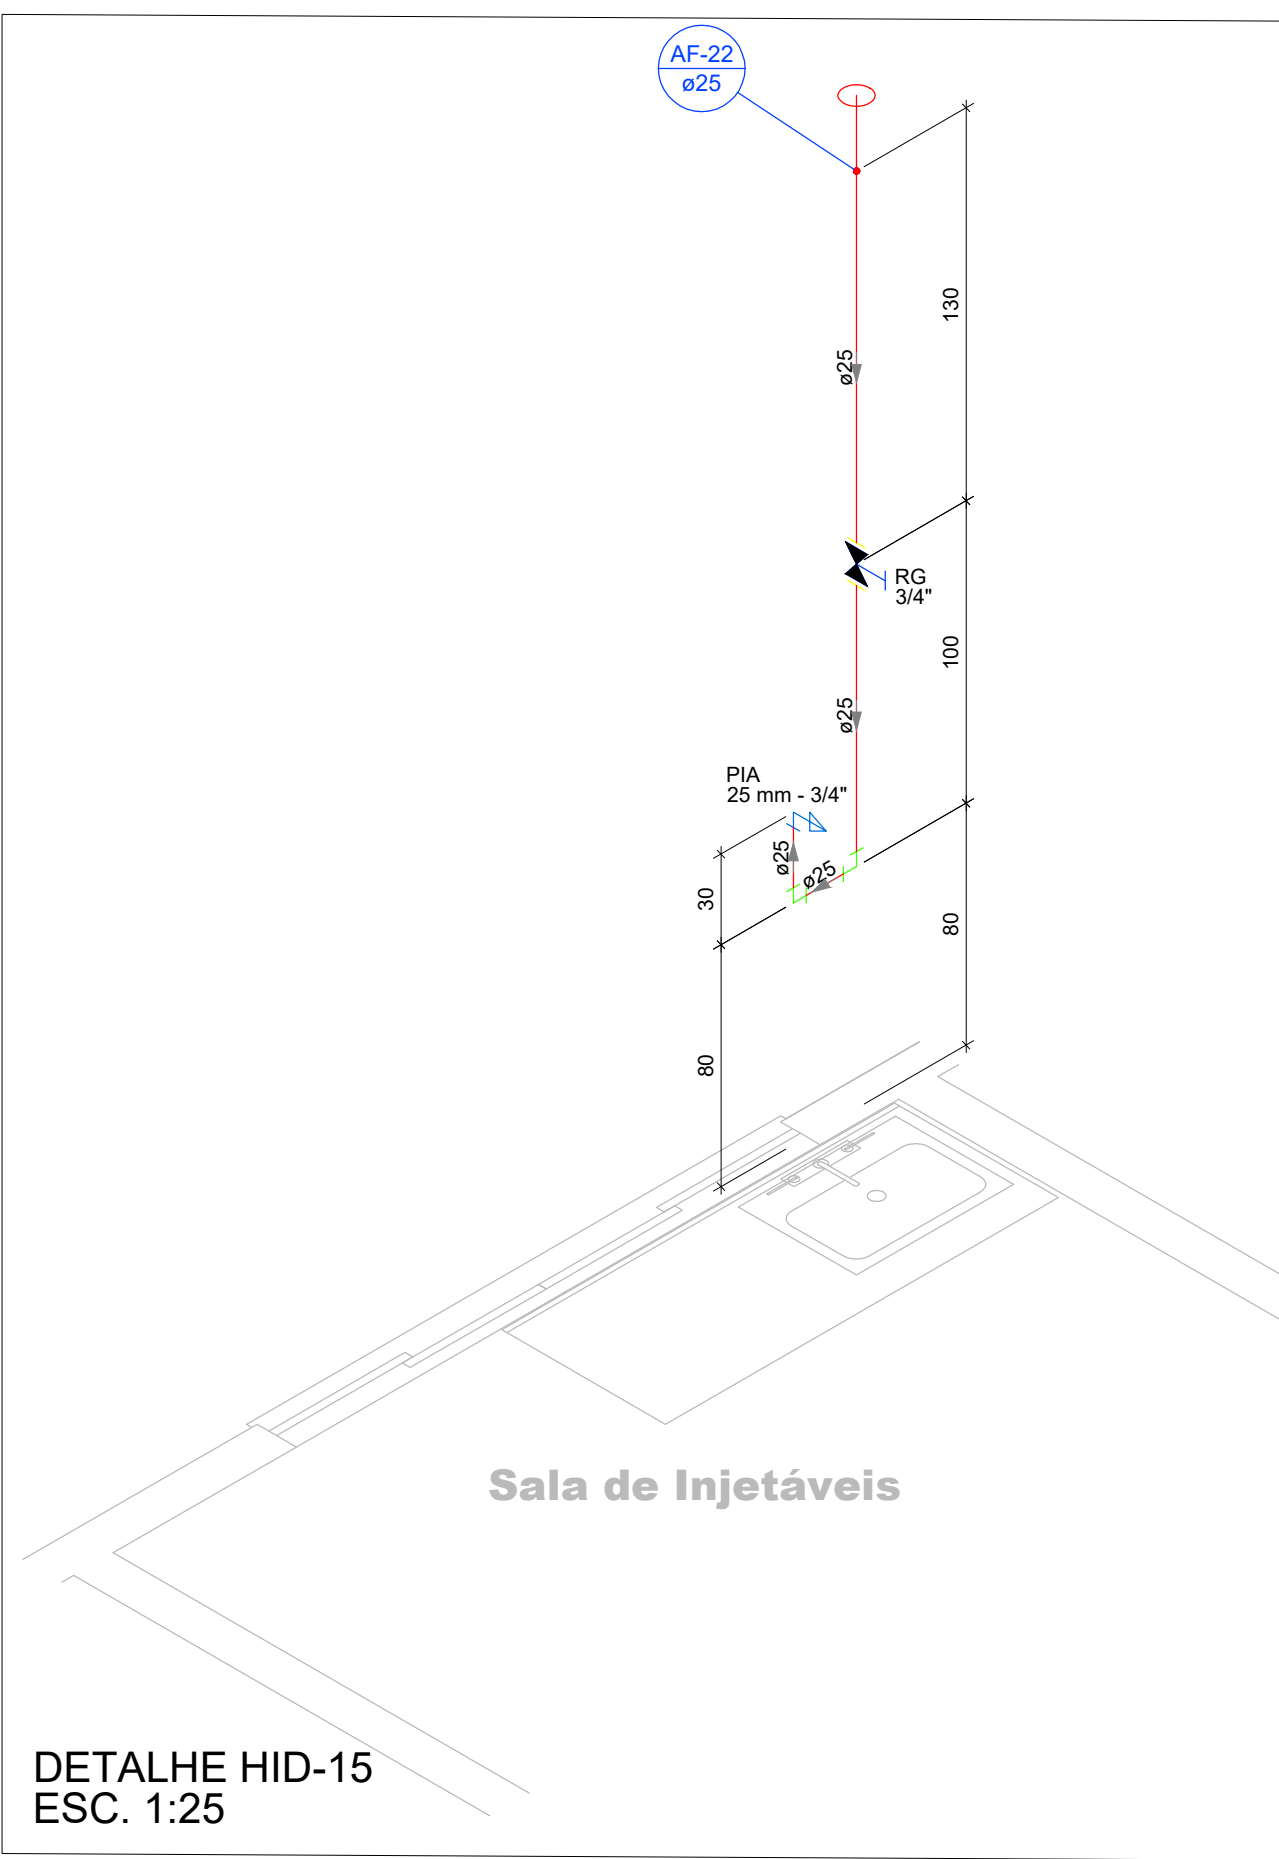 AF-22
ø25
130
ø25
RG
3/4"
100
ø25
PIA
25 mm - 3/4"
ø25
ø25
30
80
80
Sala de Injetáveis
DETALHE HID-15
ESC. 1:25